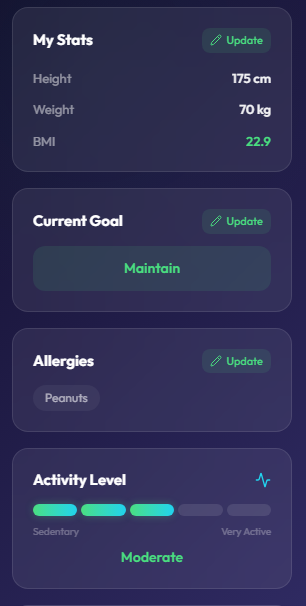 My Stats
Update
Height 175 cm
Weight 70 kg
BMI 22.9
Current Goal
Update
Maintain
Allergies
Update
Peanuts
Activity Level
Sedentary Very Active
Moderate